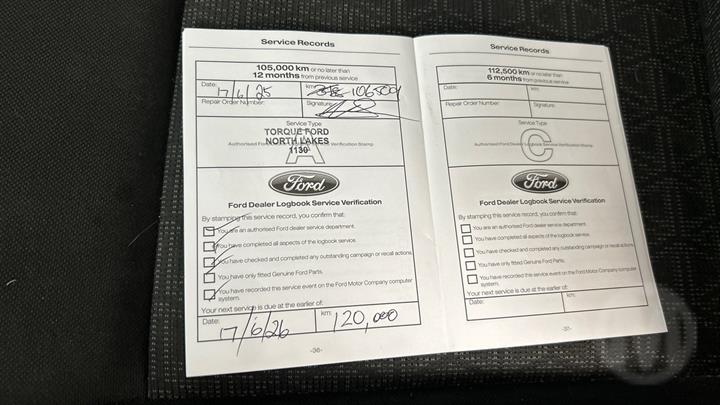 Service Records
105,000 km or no later than
12 months from previous service
Date: 17/6/25 km: 106509
Repair Order Number: Signature:
Service Type
TORQUE FORD
NORTH LAKES
1130
A
Authorised Ford Verification Stamp
Ford
Ford Dealer Logbook Service Verification
By stamping this service record, you confirm that:
You are an authorised Ford dealer service department.
You have completed all aspects of the logbook service.
You have checked and completed any outstanding campaign or recall actions.
You have only fitted Genuine Ford Parts.
You have recorded this service event on the Ford Motor Company computer
system.
Your next service is due at the earlier of:
Date: 17/6/26 km: 120,000
-36-
Service Records
112,500 km or no later than
6 months from previous service
Date: km:
Repair Order Number: Signature:
Service Type
C
Authorised Ford Dealer Logbook Service Verification Stamp
Ford
Ford Dealer Logbook Service Verification
By stamping this service record, you confirm that:
You are an authorised Ford dealer service department.
You have completed all aspects of the logbook service.
You have checked and completed any outstanding campaign or recall actions.
You have only fitted Genuine Ford Parts.
You have recorded this service event on the Ford Motor Company computer
system.
Your next service is due at the earlier of:
Date: km: